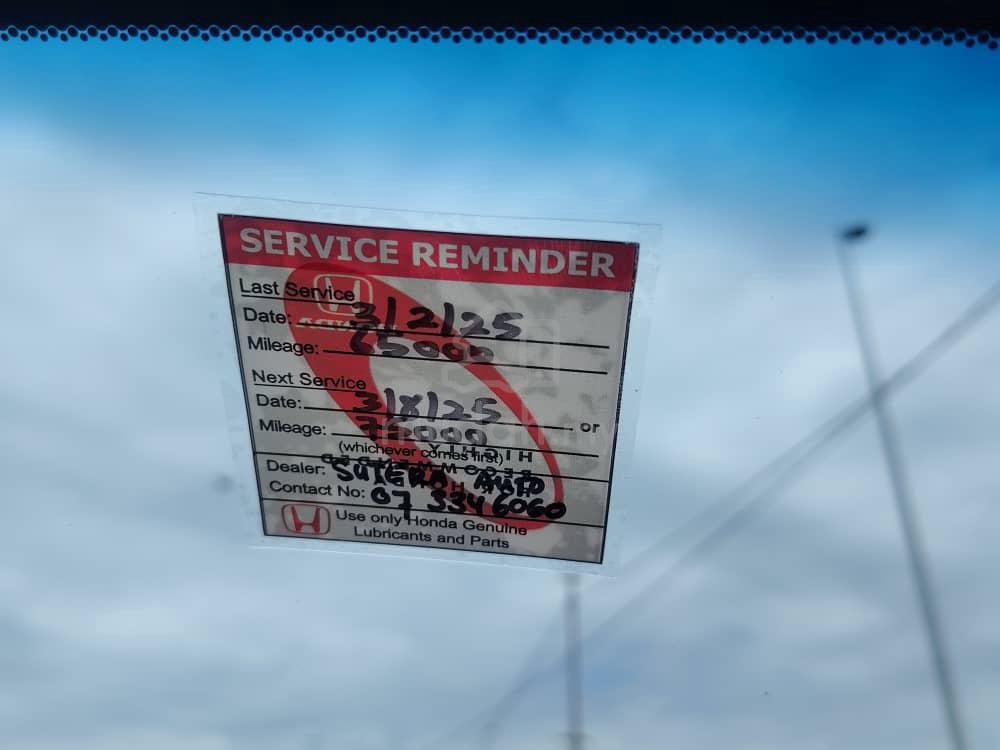 SERVICE REMINDER
Last Service
Date: 3/2/25
Mileage: 65000
Next Service
Date: 3/8/25 or
Mileage: 75000
(whichever comes first)
Dealer: SUTERA AUTO
Contact No: 07 334 6060
Use only Honda Genuine
Lubricants and Parts